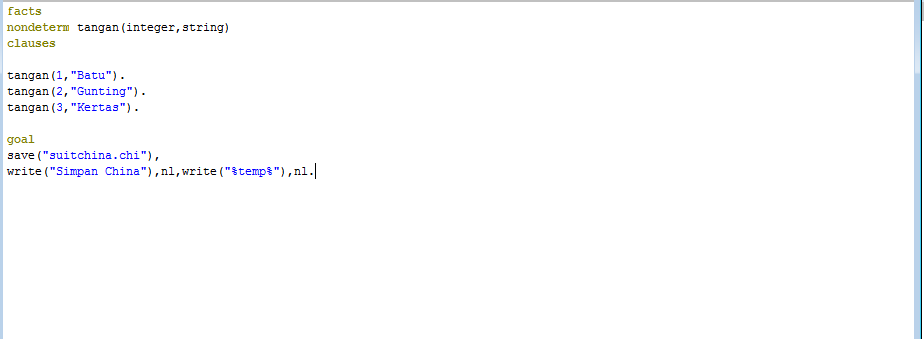 facts
nondeterm tangan(integer,string)
clauses
tangan(1,"Batu").
tangan(2,"Gunting").
tangan(3,"Kertas").
goal
save("suitchina.chi"),
write("Simpan China"),nl,write("%temp%"),nl.